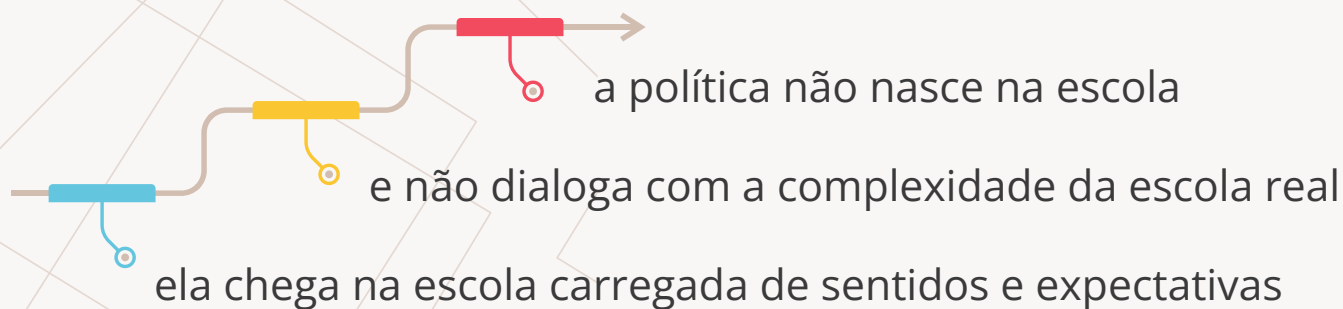 a política não nasce na escola
e não dialoga com a complexidade da escola real
ela chega na escola carregada de sentidos e expectativas